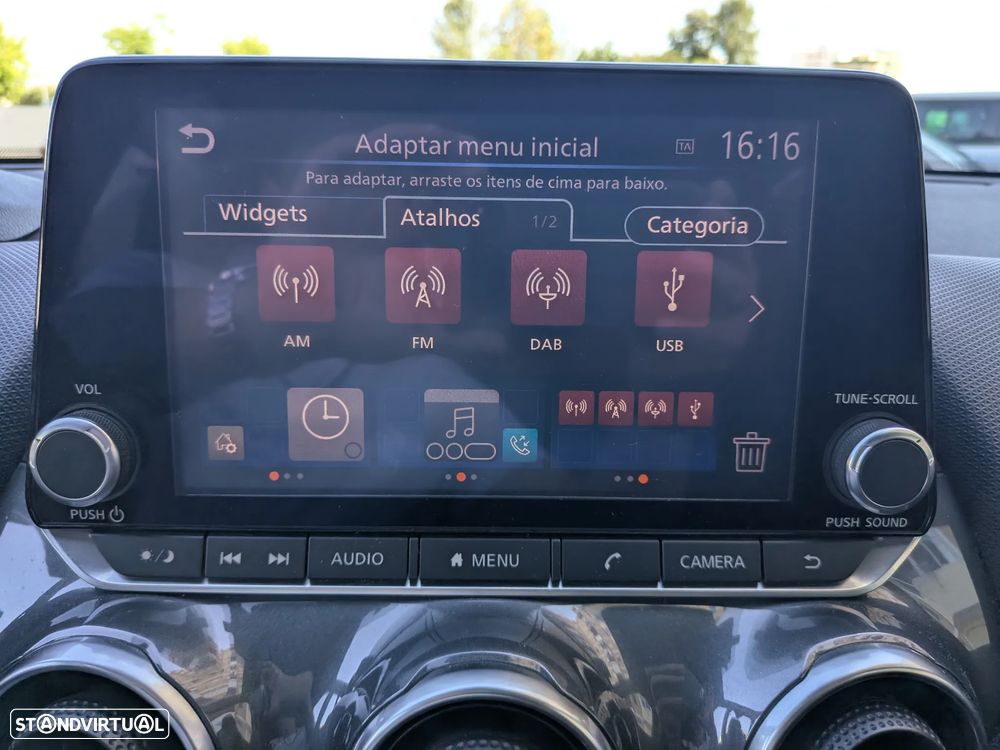 Adaptar menu inicial
TA
16:16
Para adaptar, arraste os itens de cima para baixo.
Widgets
Atalhos
1/2
Categoria
AM
FM
DAB
USB
VOL
TUNE·SCROLL
PUSH
PUSH SOUND
AUDIO
MENU
CAMERA
STANDVIRTUAL